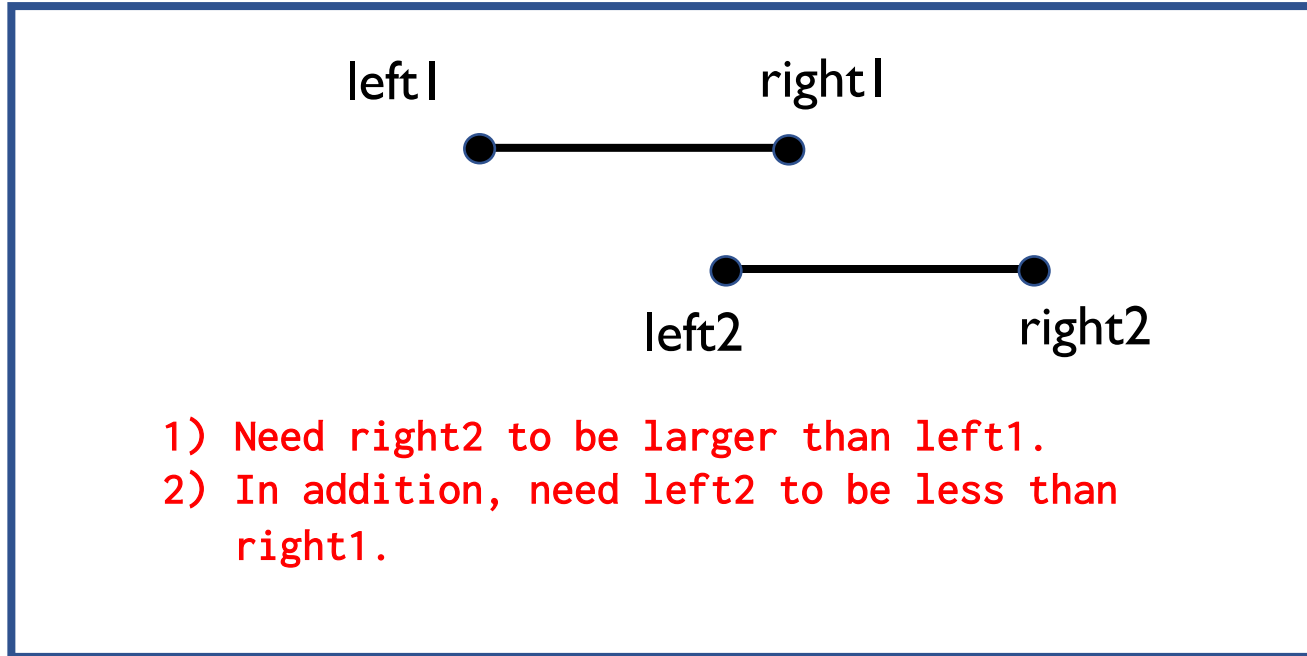 left1
right1
left2
right2
1) Need right2 to be larger than left1.
2) In addition, need left2 to be less than
right1.